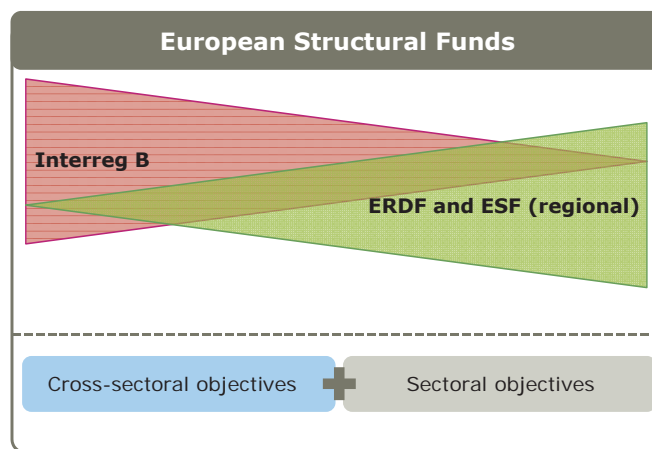 European Structural Funds
Interreg B
ERDF and ESF (regional)
Cross-sectoral objectives
Sectoral objectives